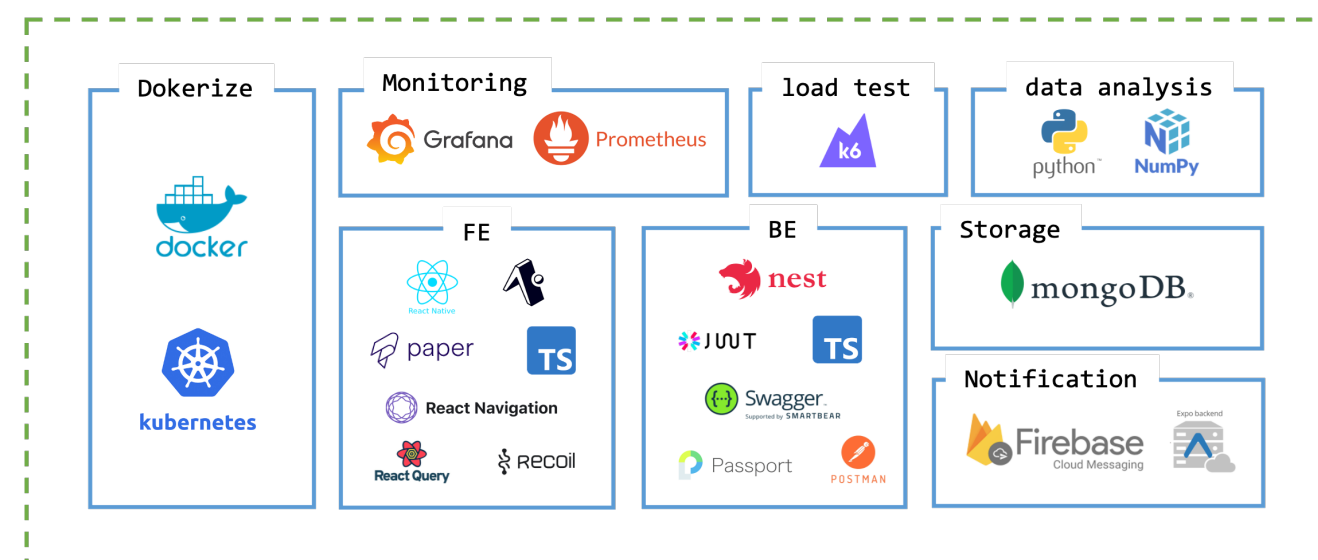 Dokerize
docker
kubernetes
Monitoring
Grafana
Prometheus
load test
k6
data analysis
python™
NumPy
FE
React Native
paper
TS
React Navigation
React Query
Recoil
BE
nest
JWT
TS
Swagger™
Supported by SMARTBEAR
Passport
POSTMAN
Storage
mongoDB®
Notification
Firebase
Cloud Messaging
Expo backend